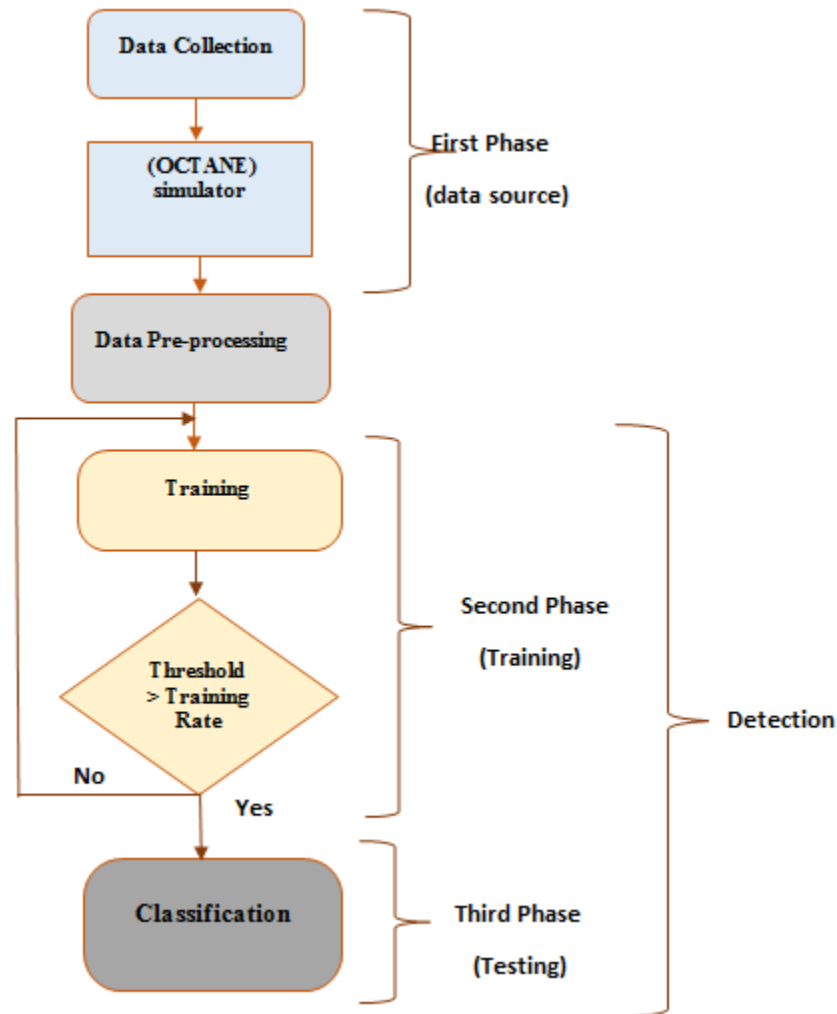 Data Collection
(OCTANE)
simulator
First Phase
(data source)
Data Pre-processing
Training
Threshold
> Training
Rate
No
Yes
Second Phase
(Training)
Detection
Classification
Third Phase
(Testing)